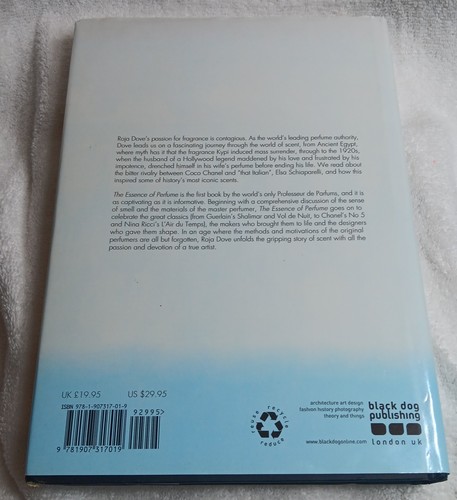 Roja Dove's passion for fragrance is contagious. As the world's leading perfume authority,
Dove leads us on a fascinating journey through the world of scent, from Ancient Egypt,
where myth has it that the fragrance Kypi induced mass surrender, through to the 1920s,
when the husband of a Hollywood legend maddened by his love and frustrated by his
impotence, drenched himself in his wife's perfume before ending his life. We read about
the bitter rivalry between Coco Chanel and "that Italian", Elsa Schiaparelli, and how this
inspired some of history's most iconic scents.
The Essence of Perfume is the first book by the world's only Professeur de Parfums, and it is
as captivating as it is informative. Beginning with a comprehensive discussion of the sense
of smell and the materials of the master perfumer, The Essence of Perfume goes on to
celebrate the great classics (from Guerlain's Shalimar and Vol de Nuit, to Chanel's No 5
and Nina Ricci's L'Air du Temps), the makers who brought them to life and the designers
who gave them shape. In an age where the methods and motivations of the original
perfumers are all but forgotten, Roja Dove unfolds the gripping story of scent with all the
passion and devotion of a true artist.
UK £19.95 US $29.95
ISBN 978-1-907317-01-9
92995>
9 781907 317019
reuse recycle reduce
architecture art design
fashion history photography
theory and things
www.blackdogonline.com
black dog
publishing
london uk